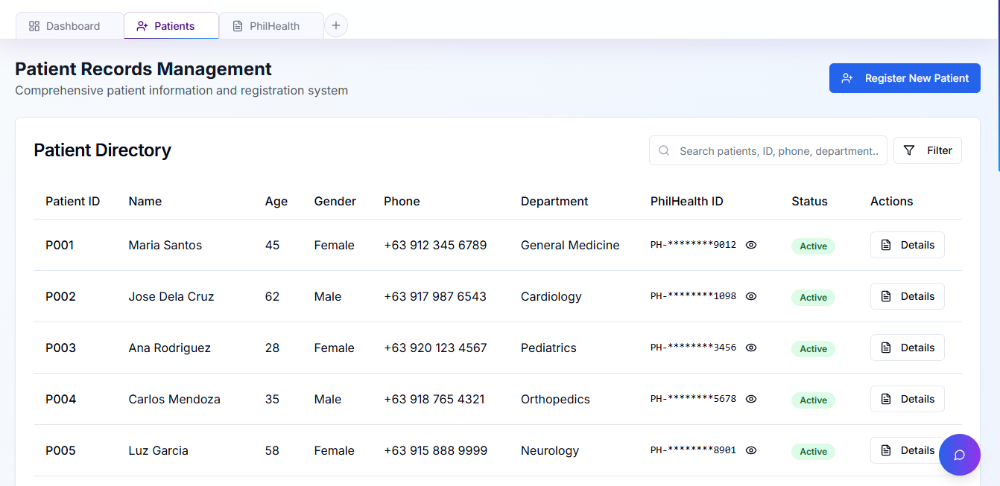 Dashboard Patients PhilHealth
Patient Records Management
Comprehensive patient information and registration system
Register New Patient
Patient Directory
Search patients, ID, phone, department..
Filter
Patient ID Name Age Gender Phone Department PhilHealth ID Status Actions
P001 Maria Santos 45 Female +63 912 345 6789 General Medicine PH-********9012 Active Details
P002 Jose Dela Cruz 62 Male +63 917 987 6543 Cardiology PH-********1098 Active Details
P003 Ana Rodriguez 28 Female +63 920 123 4567 Pediatrics PH-********3456 Active Details
P004 Carlos Mendoza 35 Male +63 918 765 4321 Orthopedics PH-********5678 Active Details
P005 Luz Garcia 58 Female +63 915 888 9999 Neurology PH-********8901 Active Details